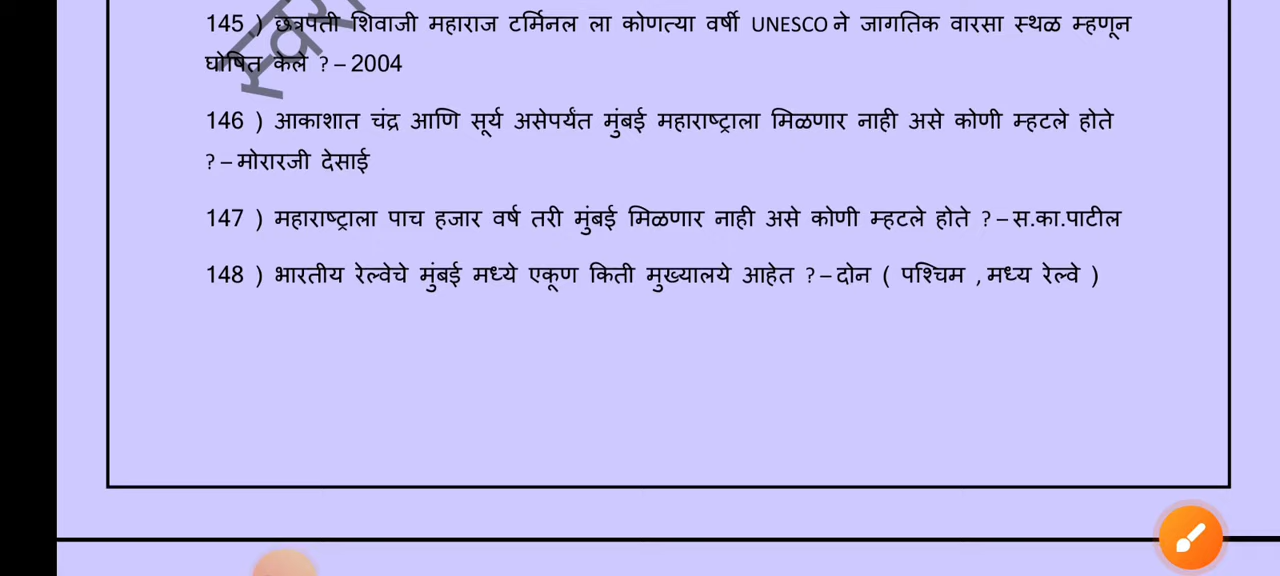 145 ) छत्रपती शिवाजी महाराज टर्मिनल ला कोणत्या वर्षी UNESCO ने जागतिक वारसा स्थळ म्हणून
घोषित केले ? – 2004
146 ) आकाशात चंद्र आणि सूर्य असेपर्यंत मुंबई महाराष्ट्राला मिळणार नाही असे कोणी म्हटले होते
? – मोरारजी देसाई
147 ) महाराष्ट्राला पाच हजार वर्ष तरी मुंबई मिळणार नाही असे कोणी म्हटले होते ? – स.का.पाटील
148 ) भारतीय रेल्वेचे मुंबई मध्ये एकूण किती मुख्यालये आहेत ? – दोन ( पश्चिम , मध्य रेल्वे )